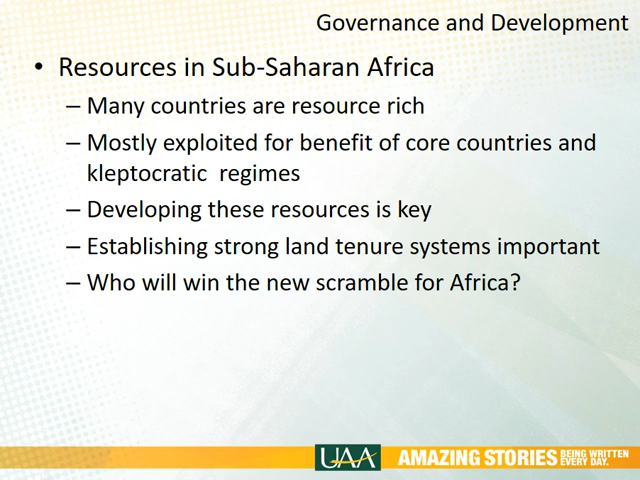 Governance and Development
• Resources in Sub-Saharan Africa
– Many countries are resource rich
– Mostly exploited for benefit of core countries and
kleptocratic regimes
– Developing these resources is key
– Establishing strong land tenure systems important
– Who will win the new scramble for Africa?
UAA AMAZING STORIES BEING WRITTEN
EVERY DAY.